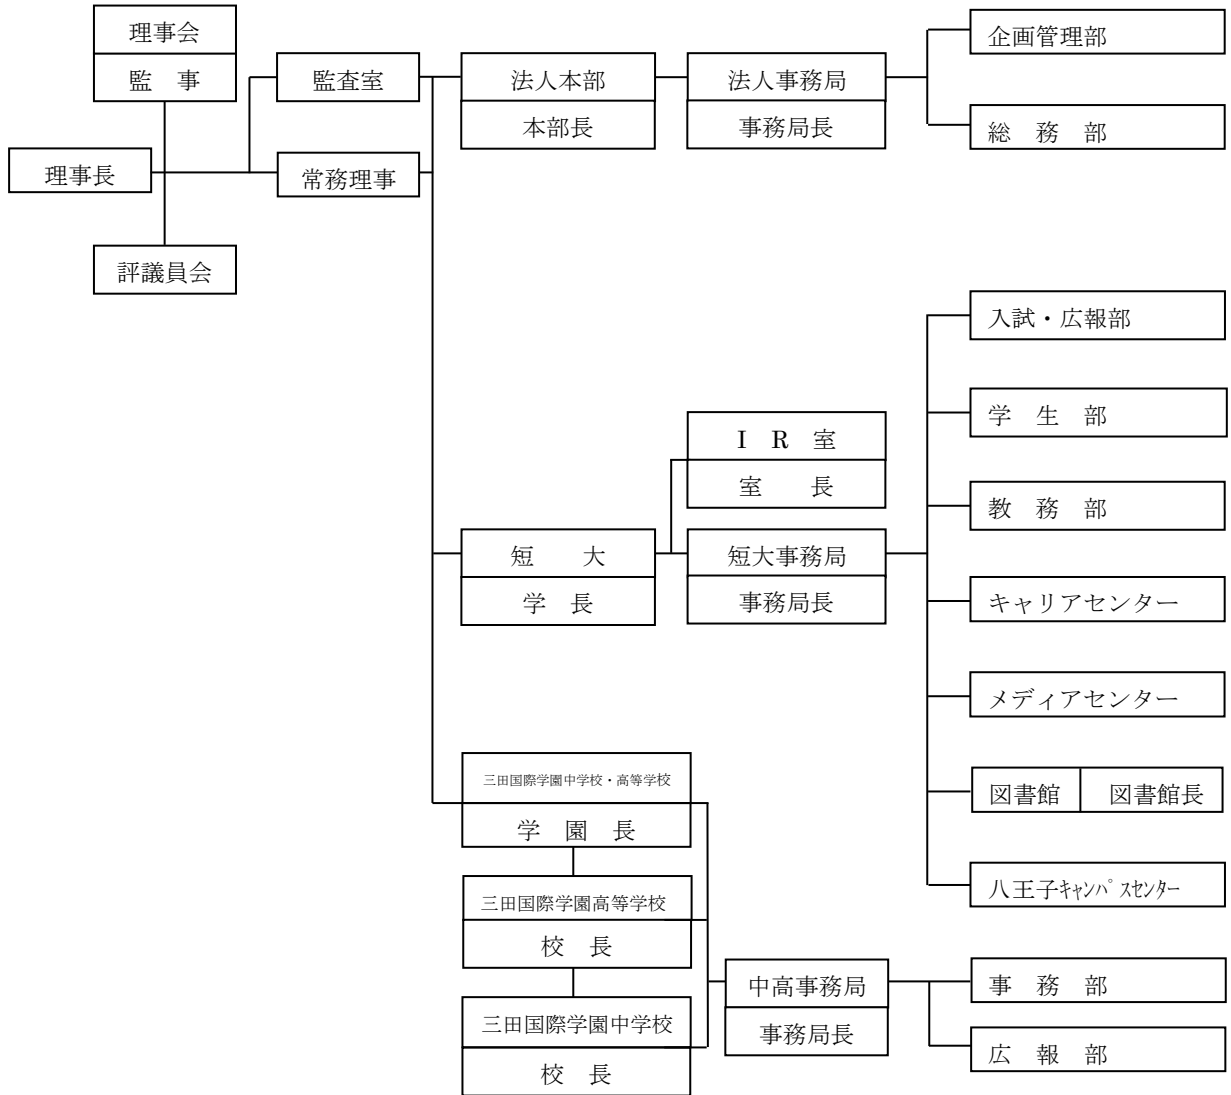 理事会
監　事
理事長
評議員会
監査室
常務理事
法人本部
本部長
法人事務局
事務局長
企画管理部
総　務　部
短　　大
学　長
Ｉ　Ｒ　室
室　　長
短大事務局
事務局長
入試・広報部
学　生　部
教　務　部
キャリアセンター
メディアセンター
図書館　図書館長
八王子ｷｬﾝﾊﾟｽｾﾝﾀｰ
三田国際学園中学校・高等学校
学　園　長
三田国際学園高等学校
校　長
三田国際学園中学校
校　長
中高事務局
事務局長
事　務　部
広　報　部